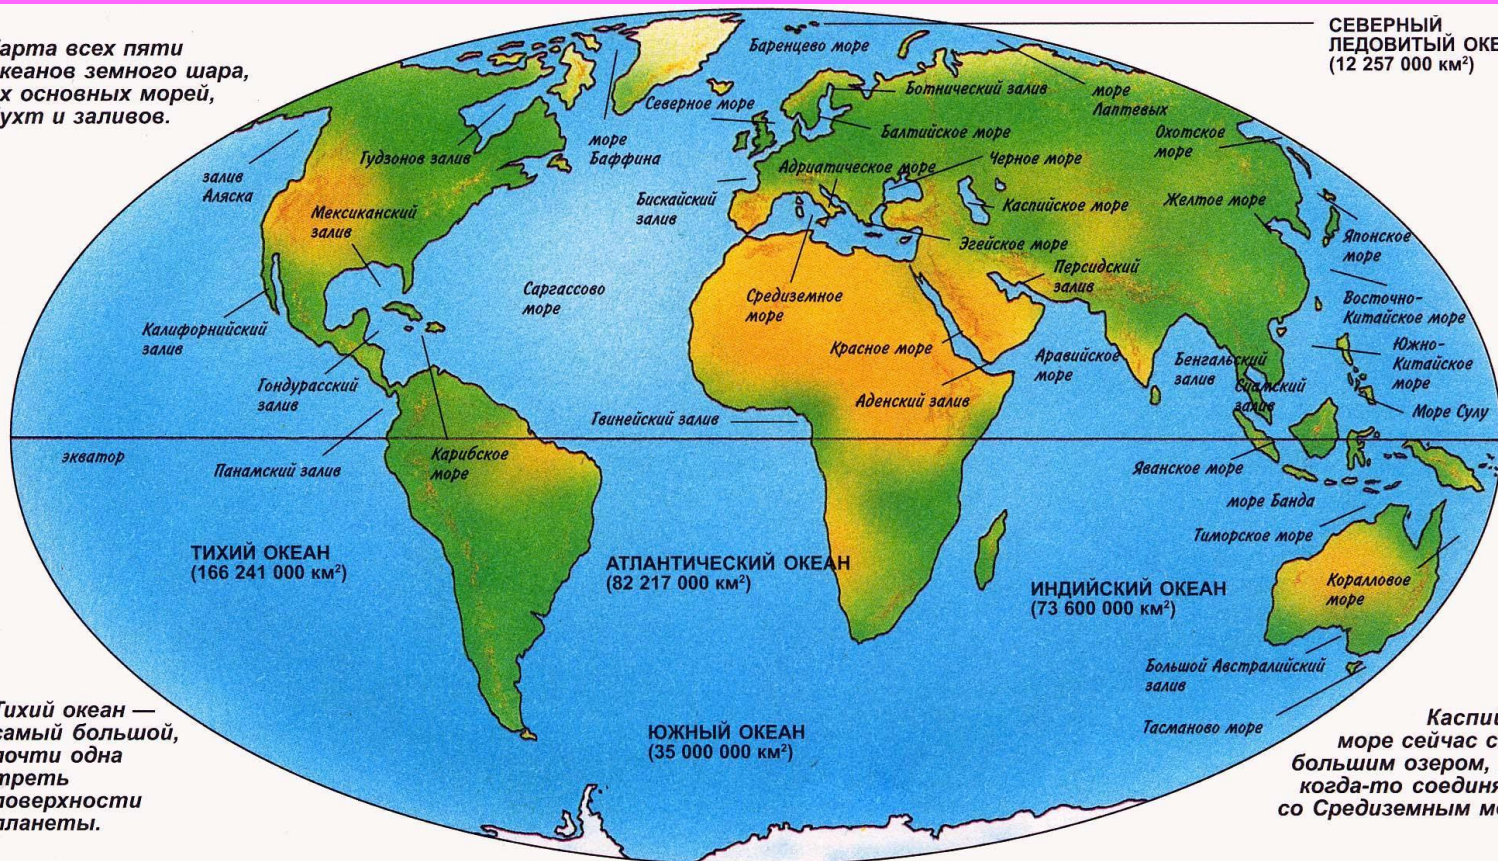 СЕВЕРНЫЙ
ЛЕДОВИТЫЙ ОКЕ
(12 257 000 км²)
арта всех пяти
кеанов земного шара,
х основных морей,
ухт и заливов.
Баренцево море
Ботнический залив
море
Лаптевых
Северное море
Балтийское море
Охотское
море
море
Баффина
Гудзонов залив
Адриатическое море
Черное море
залив
Аляска
Бискайский
залив
Каспийское море
Желтое море
Мексиканский
залив
Эгейское море
Японское
море
Персидский
залив
Саргассово
море
Средиземное
море
Восточно-
Китайское море
Калифорнийский
залив
Красное море
Аравийское
море
Бенгальский
залив
Южно-
Китайское
море
Гондурасский
залив
Аденский залив
Сиамский
залив
Море Сулу
Гвинейский залив
экватор
Панамский залив
Карибское
море
Яванское море
море Банда
Тиморское море
ТИХИЙ ОКЕАН
(166 241 000 км²)
АТЛАНТИЧЕСКИЙ ОКЕАН
(82 217 000 км²)
ИНДИЙСКИЙ ОКЕАН
(73 600 000 км²)
Коралловое
море
Большой Австралийский
залив
Тасманово море
ЮЖНЫЙ ОКЕАН
(35 000 000 км²)
Тихий океан —
самый большой,
почти одна
треть
поверхности
планеты.
Каспий
море сейчас с
большим озером,
когда-то соединя
со Средиземным м